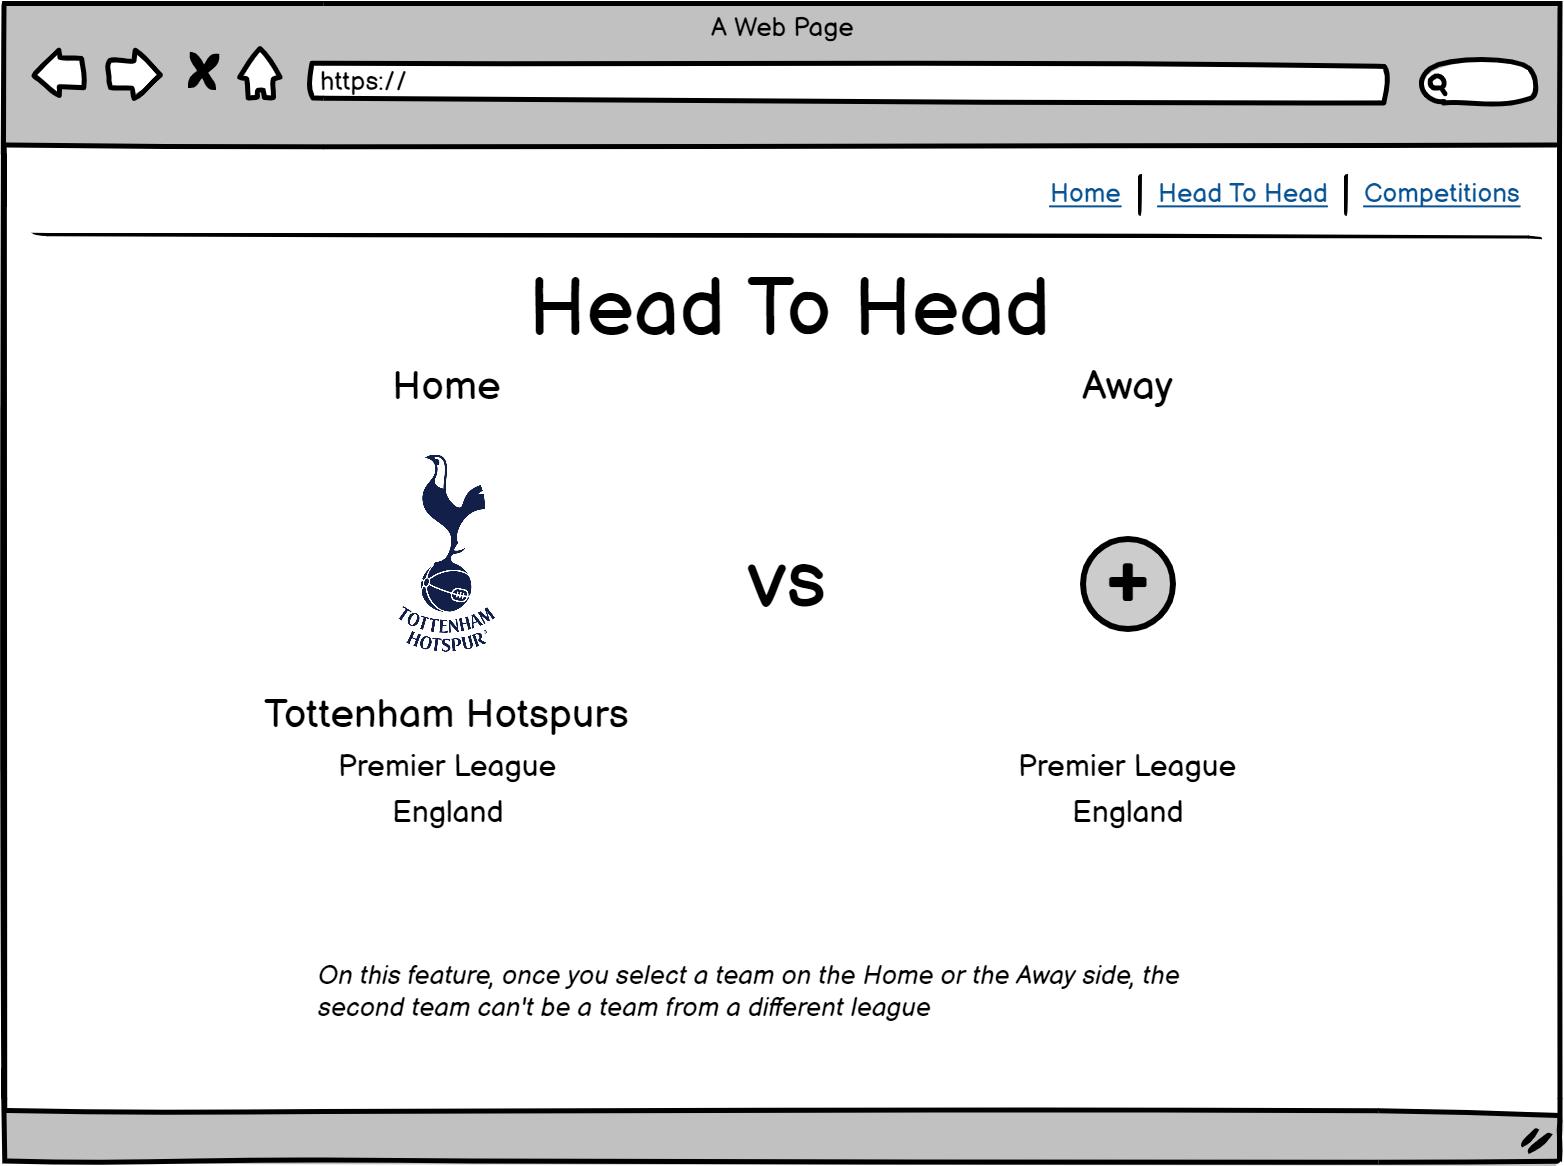 A Web Page
https://
Home
Head To Head
Competitions
Head To Head
Home
Away
TOTTENHAM
HOTSPUR
vs
Tottenham Hotspurs
Premier League
England
Premier League
England
On this feature, once you select a team on the Home or the Away side, the
second team can't be a team from a different league